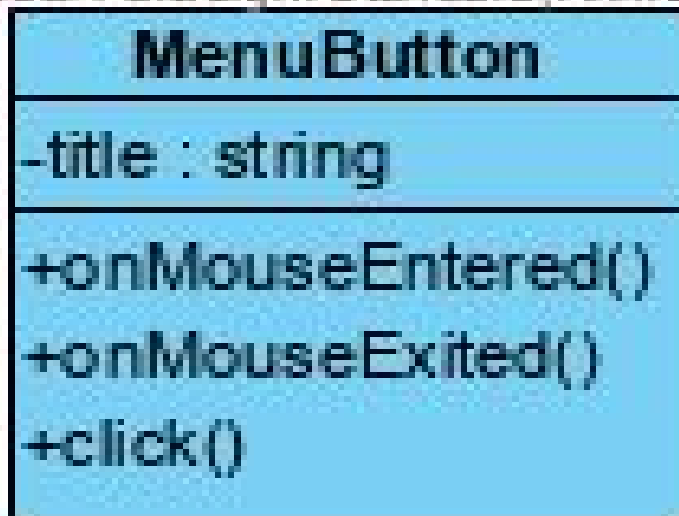 MenuButton
-title : string
+onMouseEntered()
+onMouseExited()
+click()